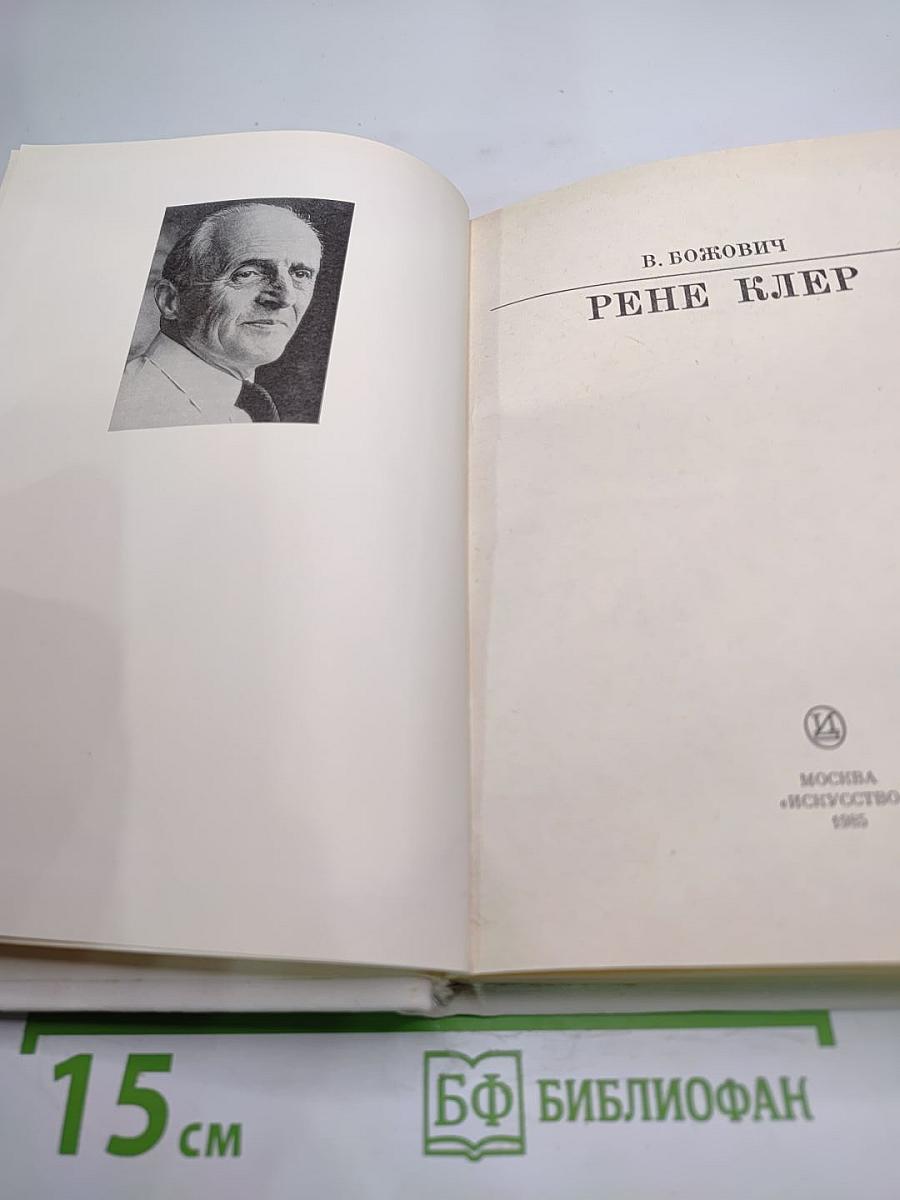 В. БОЖОВИЧ
РЕНЕ КЛЕР
И
МОСКВА
«ИСКУССТВО
1985
15 см
БФ БИБЛИОФАН